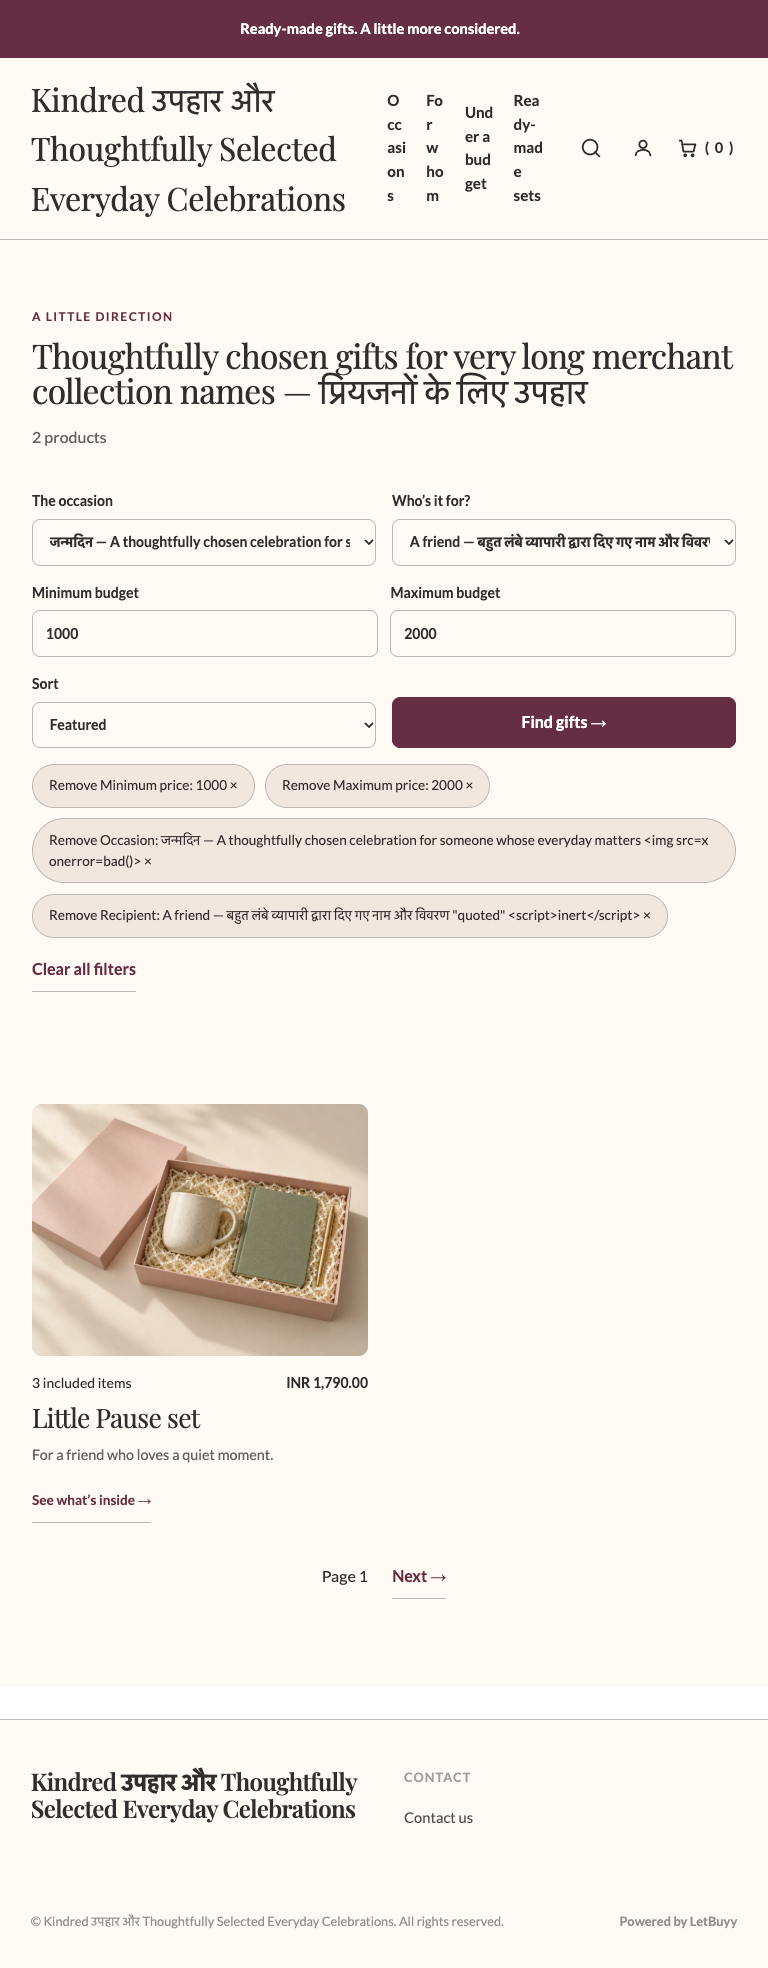 Ready-made gifts. A little more considered.
Kindred उपहार और
Thoughtfully Selected
Everyday Celebrations
O
cc
asi
on
s
Fo
r
w
ho
m
Und
er a
bud
get
Rea
dy-
mad
e
sets
( 0 )
A LITTLE DIRECTION
Thoughtfully chosen gifts for very long merchant
collection names — प्रियजनों के लिए उपहार
2 products
The occasion
Who's it for?
जन्मदिन — A thoughtfully chosen celebration for s
A friend — बहुत लंबे व्यापारी द्वारा दिए गए नाम और विवर
Minimum budget
Maximum budget
1000
2000
Sort
Featured
Find gifts →
Remove Minimum price: 1000 ×
Remove Maximum price: 2000 ×
Remove Occasion: जन्मदिन — A thoughtfully chosen celebration for someone whose everyday matters <img src=x
onerror=bad()> ×
Remove Recipient: A friend — बहुत लंबे व्यापारी द्वारा दिए गए नाम और विवरण "quoted" <script>inert</script> ×
Clear all filters
3 included items
INR 1,790.00
Little Pause set
For a friend who loves a quiet moment.
See what's inside →
Page 1
Next →
Kindred उपहार और Thoughtfully
Selected Everyday Celebrations
CONTACT
Contact us
© Kindred उपहार और Thoughtfully Selected Everyday Celebrations. All rights reserved.
Powered by LetBuyy